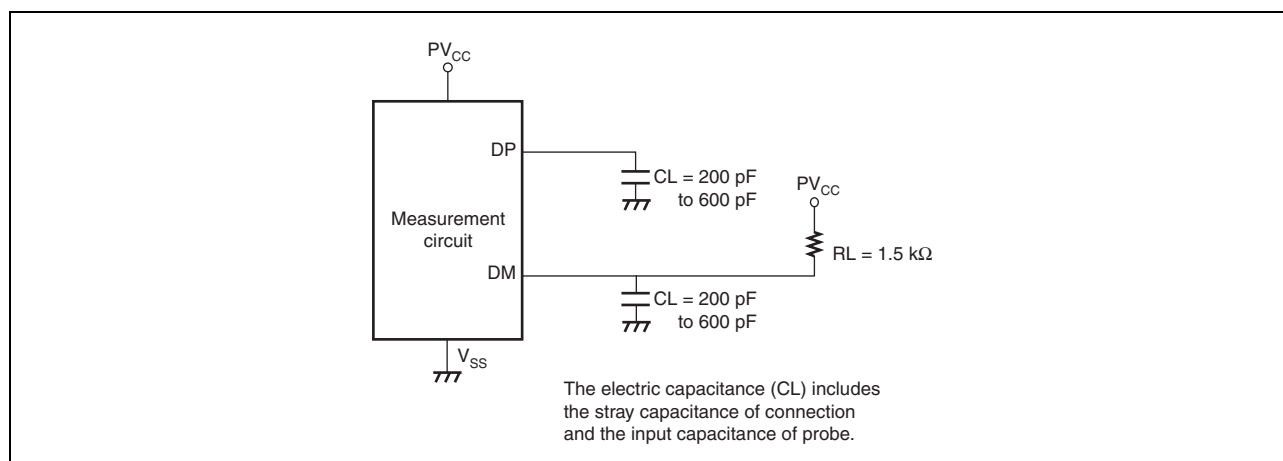 PVCC
DP
CL = 200 pF
to 600 pF
PVCC
Measurement
circuit
RL = 1.5 kΩ
DM
CL = 200 pF
to 600 pF
VSS
The electric capacitance (CL) includes
the stray capacitance of connection
and the input capacitance of probe.